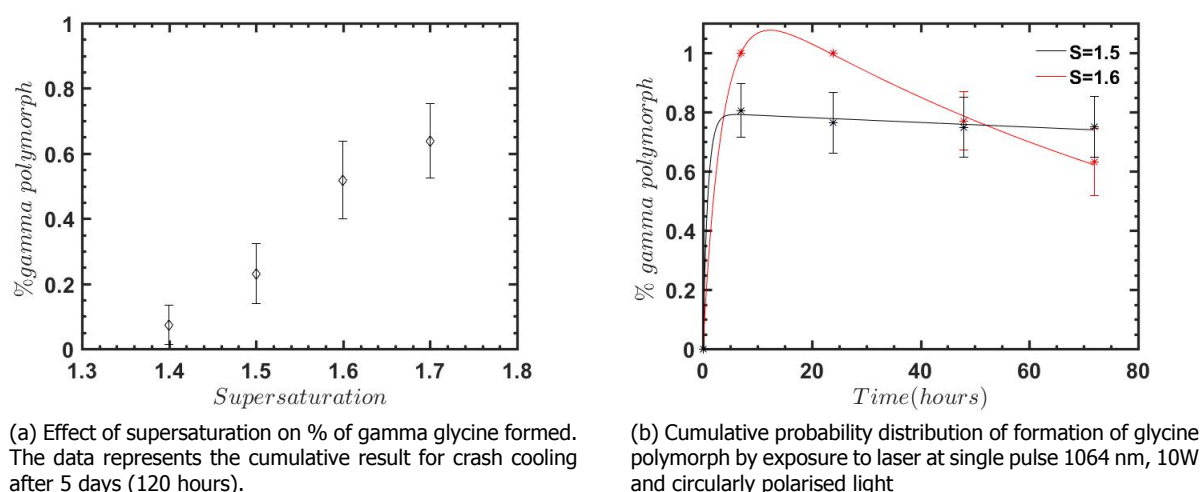 1
0.8
0.6
0.4
0.2
0
%gamma polymorph
1.3 1.4 1.5 1.6 1.7 1.8
Supersaturation
(a) Effect of supersaturation on % of gamma glycine formed.
The data represents the cumulative result for crash cooling
after 5 days (120 hours).
S=1.5
S=1.6
1
0.8
0.6
0.4
0.2
0
% gamma polymorph
0 20 40 60 80
Time(hours)
(b) Cumulative probability distribution of formation of glycine
polymorph by exposure to laser at single pulse 1064 nm, 10W
and circularly polarised light